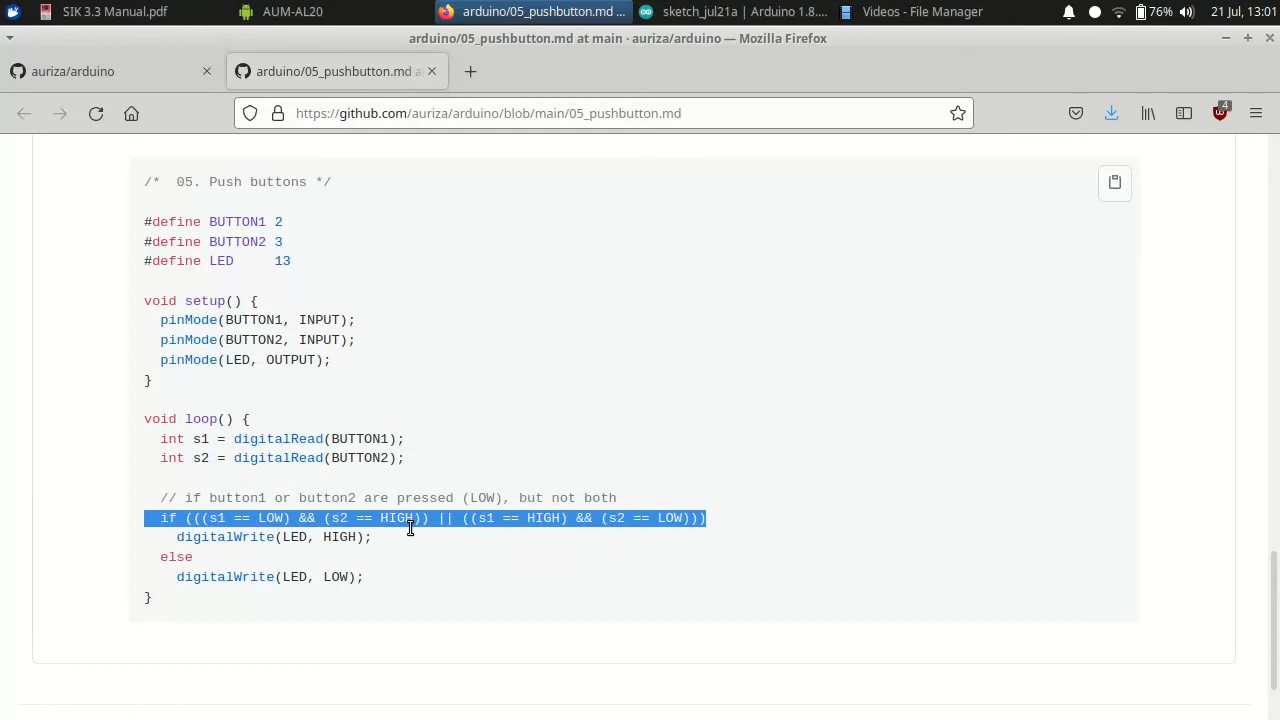 SIK 3.3 Manual.pdf
AUM-AL20
arduino/05_pushbutton.md ...
sketch_jul21a | Arduino 1.8....
Videos - File Manager
76%
21 Jul, 13:01
arduino/05_pushbutton.md at main · auriza/arduino — Mozilla Firefox
auriza/arduino
arduino/05_pushbutton.md a
https://github.com/auriza/arduino/blob/main/05_pushbutton.md
4
/*  05. Push buttons */
#define BUTTON1 2
#define BUTTON2 3
#define LED     13
void setup() {
  pinMode(BUTTON1, INPUT);
  pinMode(BUTTON2, INPUT);
  pinMode(LED, OUTPUT);
}
void loop() {
  int s1 = digitalRead(BUTTON1);
  int s2 = digitalRead(BUTTON2);
  // if button1 or button2 are pressed (LOW), but not both
  if (((s1 == LOW) && (s2 == HIGH)) || ((s1 == HIGH) && (s2 == LOW)))
    digitalWrite(LED, HIGH);
  else
    digitalWrite(LED, LOW);
}